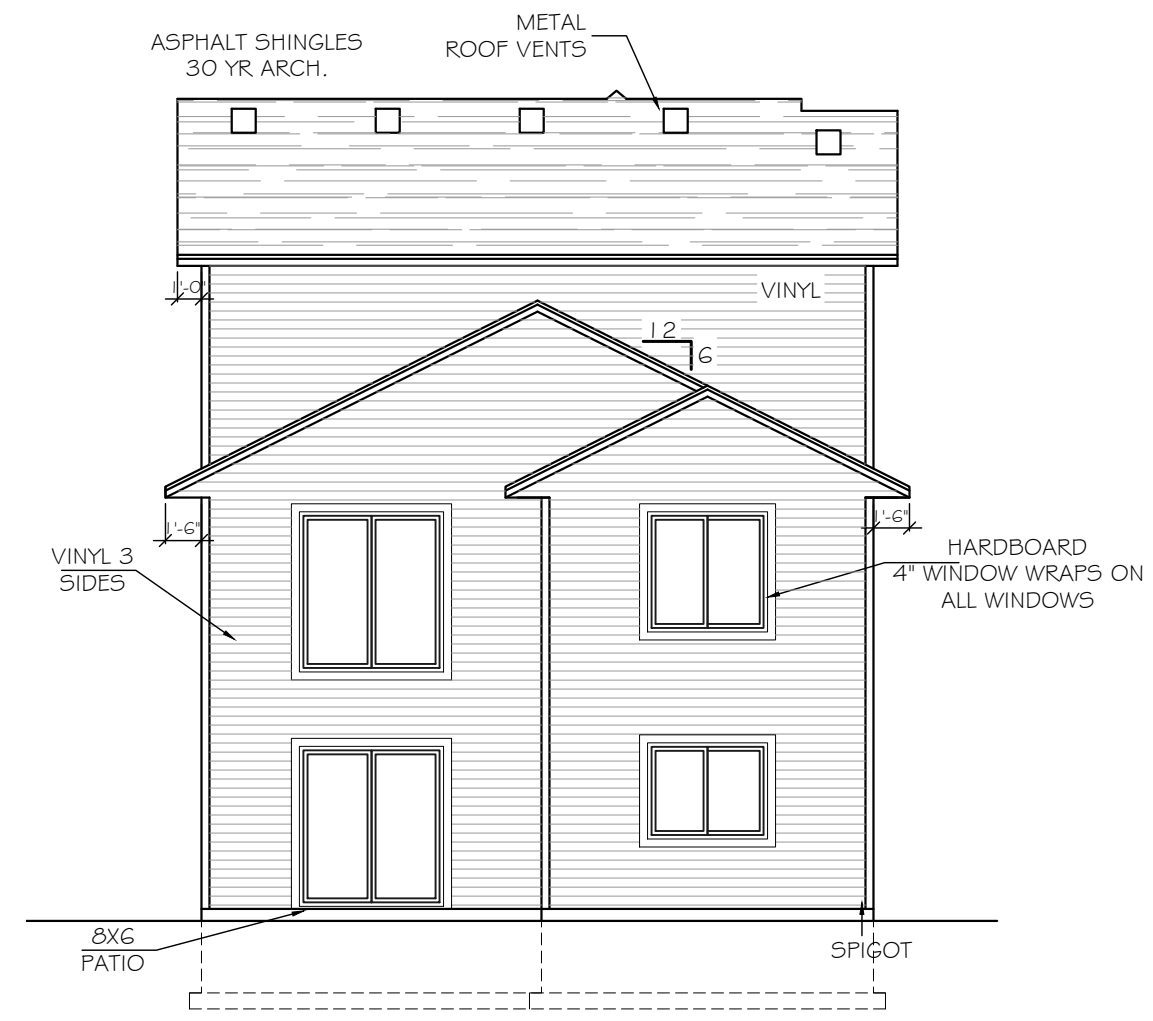 METAL
ROOF VENTS
ASPHALT SHINGLES
30 YR ARCH.
1'-0"
VINYL
12
6
1'-6"
1'-6"
VINYL 3
SIDES
HARDBOARD
4" WINDOW WRAPS ON
ALL WINDOWS
8X6
PATIO
SPIGOT